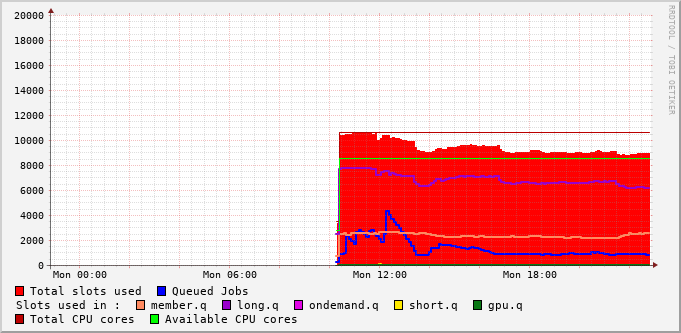 20000
18000
16000
14000
12000
10000
8000
6000
4000
2000
0
Mon 00:00 Mon 06:00 Mon 12:00 Mon 18:00
RRDTOOL / TOBI OETIKER
Total slots used Queued Jobs
Slots used in : member.q long.q ondemand.q short.q gpu.q
Total CPU cores Available CPU cores